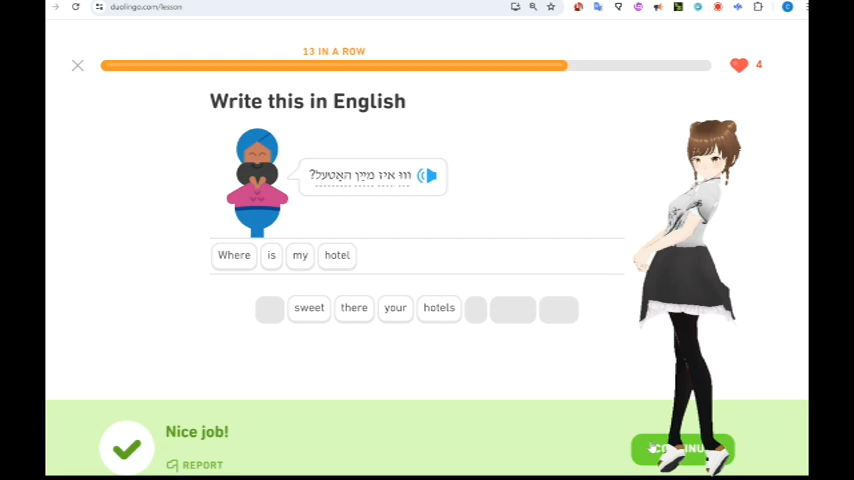 duolingo.com/lesson
13 IN A ROW
4
Write this in English
װוּ איז מײַן האָטעל?
Where is my hotel
sweet there your hotels
Nice job!
REPORT